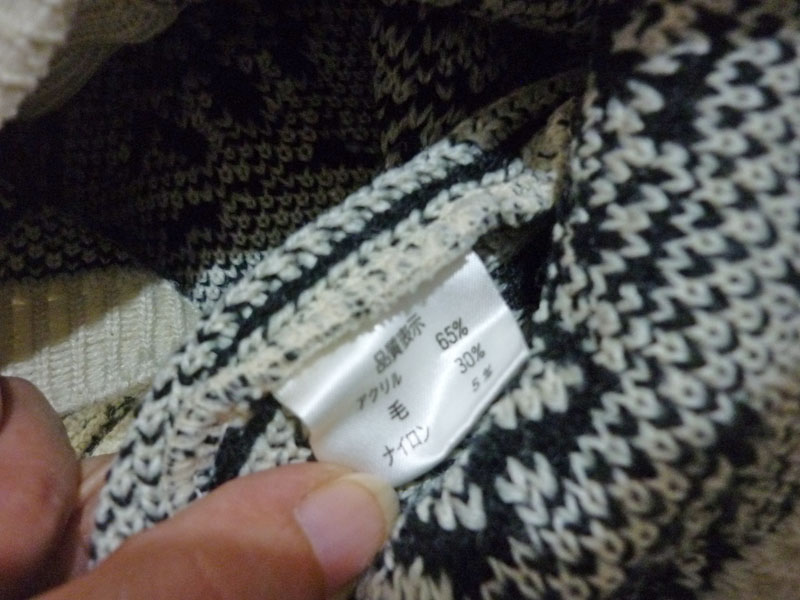 品質表示
アクリル 65%
毛 30%
ナイロン 5%